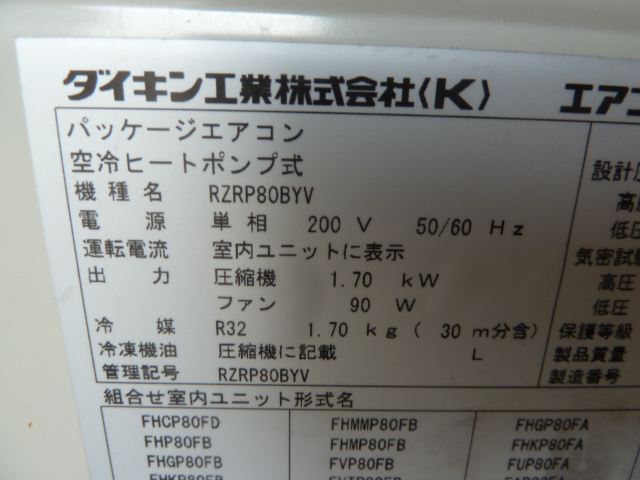 ダイキン工業株式会社〈K〉 エアコ
パッケージエアコン
空冷ヒートポンプ式
機種名 RZRP80BYV
電源 単相 200 V 50/60 Hz
運転電流 室内ユニットに表示
出力 圧縮機 1.70 kW
ファン 90 W
冷媒 R32 1.70 kg ( 30 m分含)
冷凍機油 圧縮機に記載 L
管理記号 RZRP80BYV
設計圧
高圧
低圧
気密試験
高圧
低圧
保護等級
製品質量
製造番号
組合せ室内ユニット形式名
FHCP80FD FHMMP80FB FHGP80FA
FHP80FB FHMP80FB FHKP80FA
FHGP80FB FVP80FB FUP80FA